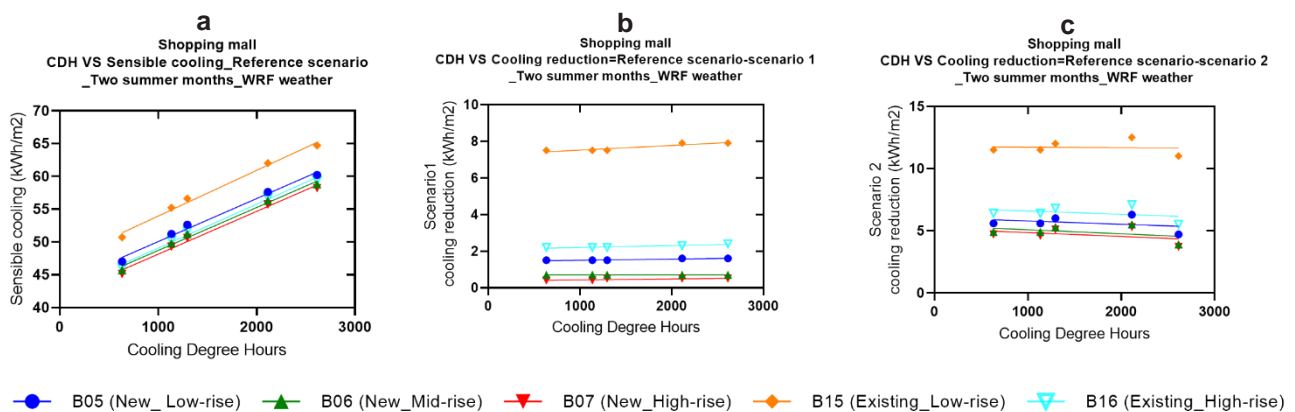 a
Shopping mall
CDH VS Sensible cooling_Reference scenario
_Two summer months_WRF weather
70
65
60
55
50
45
40
Sensible cooling (kWh/m2)
0
1000
2000
3000
Cooling Degree Hours
b
Shopping mall
CDH VS Cooling reduction=Reference scenario-scenario 1
_Two summer months_WRF weather
10
8
6
4
2
0
Scenario1
cooling reduction (kWh/m2)
0
1000
2000
3000
Cooling Degree Hours
c
Shopping mall
CDH VS Cooling reduction=Reference scenario-scenario 2
_Two summer months_WRF weather
15
10
5
0
Scenario 2
cooling reduction (kWh/m2)
0
1000
2000
3000
Cooling Degree Hours
B05 (New_ Low-rise)
B06 (New_Mid-rise)
B07 (New_High-rise)
B15 (Existing_Low-rise)
B16 (Existing_High-rise)